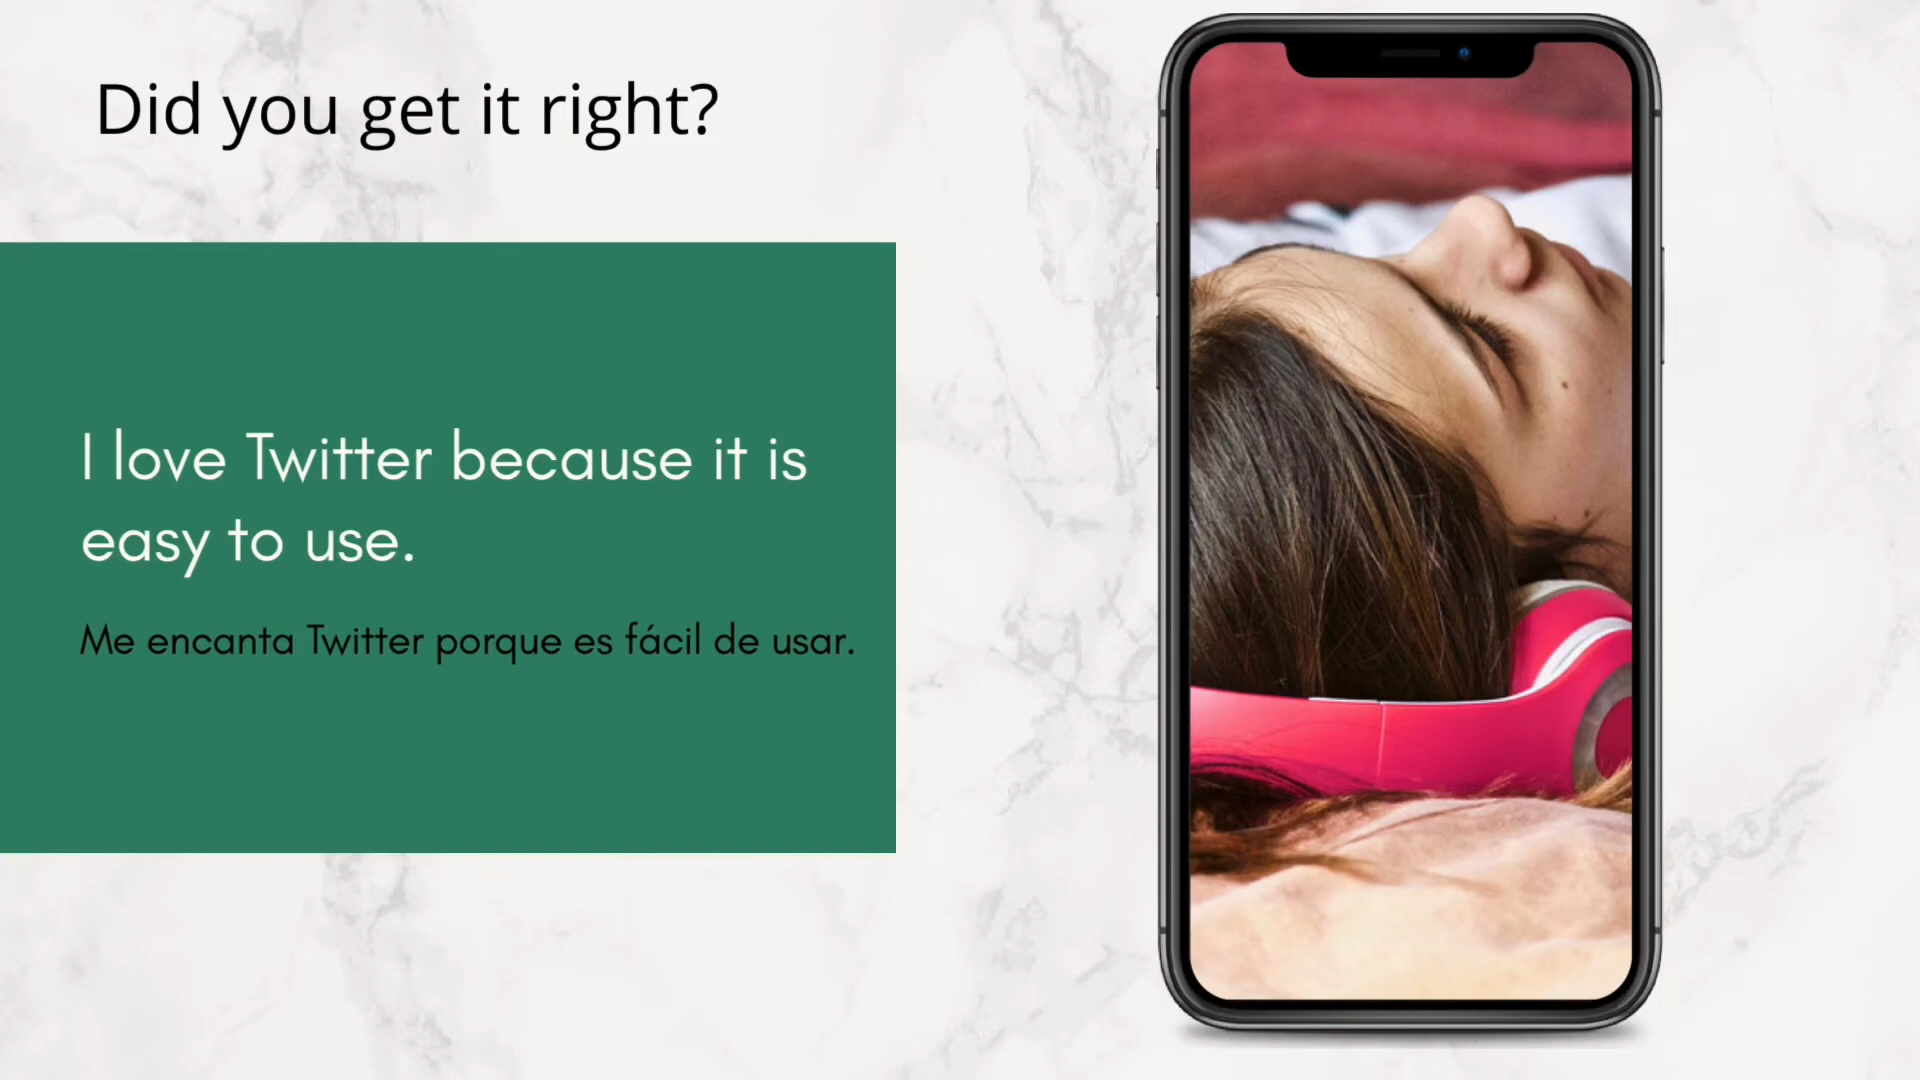 Did you get it right?
I love Twitter because it is
easy to use.
Me encanta Twitter porque es fácil de usar.